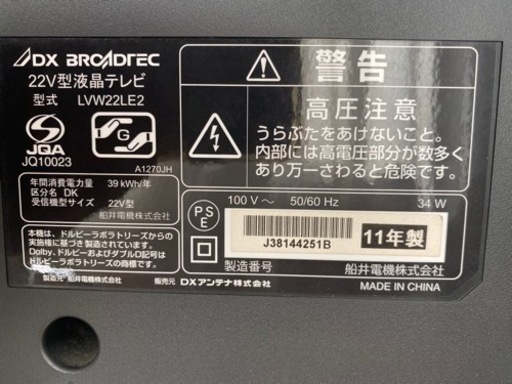 DX BROADTEC
22V型液晶テレビ
型式 LVW22LE2
JQA
JQ10023
G
A1270JH
年間消費電力量 39 kWh/年
区分名 DK
受信機型サイズ 22V型
船井電機株式会社
本機は、ドルビーラボラトリーズからの
実施権に基づき製造されています。
Dolby、ドルビーおよびダブルD記号は
ドルビーラボラトリーズの商標です。
製造元 船井電機株式会社 販売元 DXアンテナ株式会社
警告
高圧注意
うらぶたをあけないこと。
内部には高電圧部分が数多く
あり万一さわると危険です。
PSE
100 V～ 50/60 Hz 34 W
J38144251B
11年製
製造番号
船井電機株式会社
MADE IN CHINA